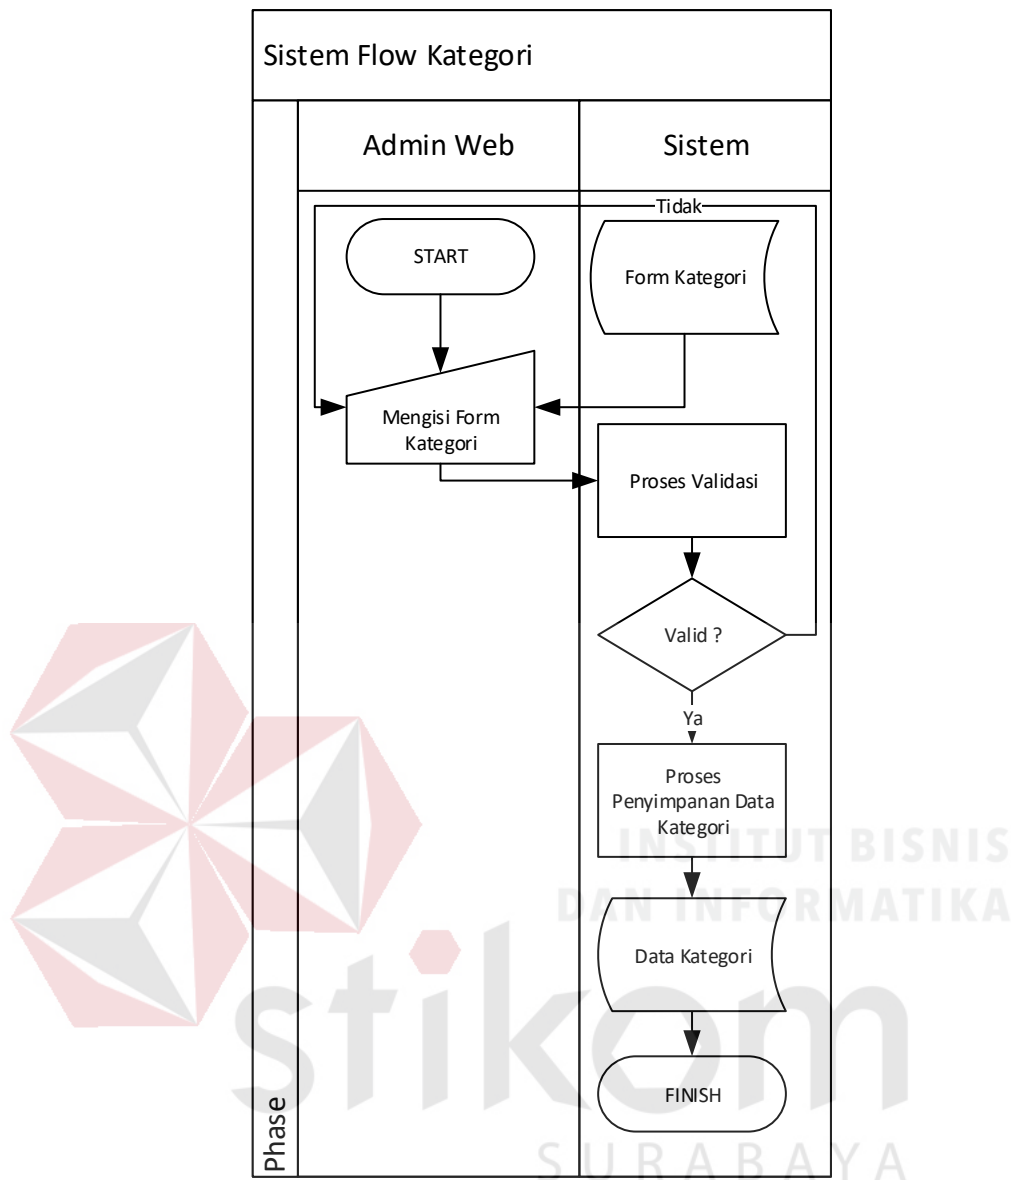 Sistem Flow Kategori
Admin Web
Sistem
Tidak
START
Form Kategori
Mengisi Form
Kategori
Proses Validasi
Valid ?
Ya
Proses
Penyimpanan Data
Kategori
INSTITUT BISNIS
DAN INFORMATIKA
Data Kategori
stikom
FINISH
Phase
SURABAYA